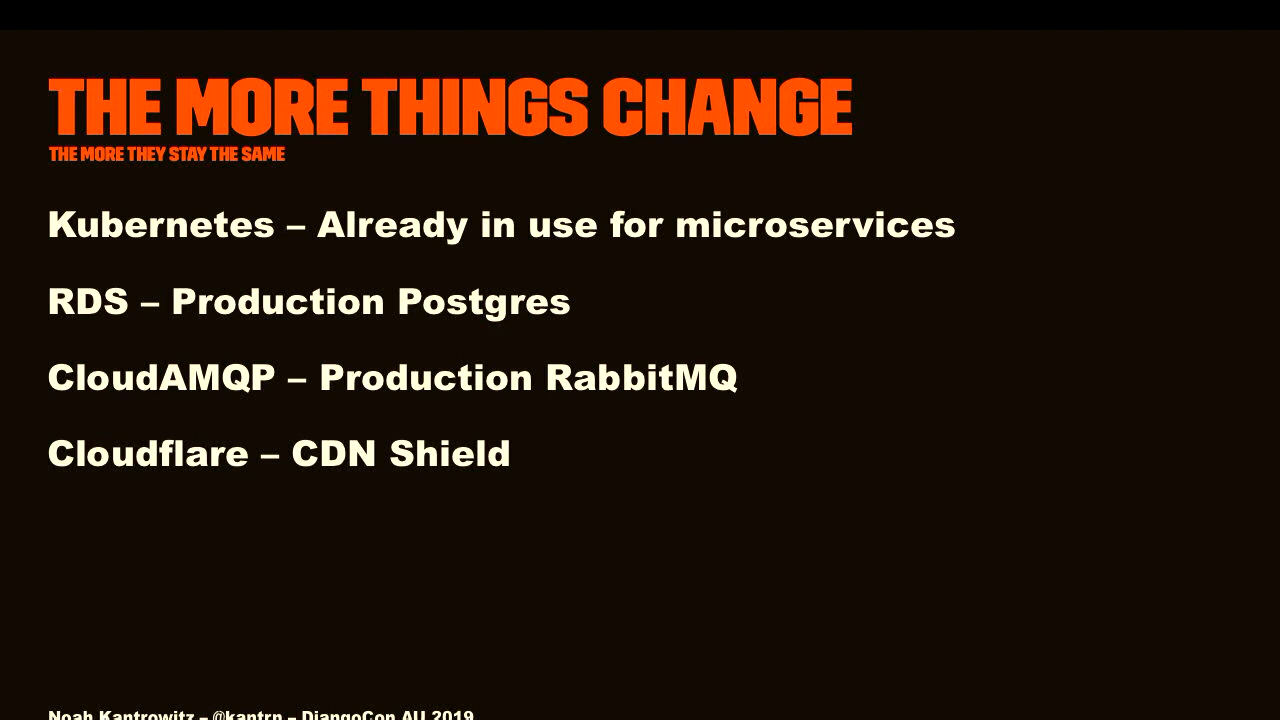 THE MORE THINGS CHANGE
THE MORE THEY STAY THE SAME
Kubernetes – Already in use for microservices
RDS – Production Postgres
CloudAMQP – Production RabbitMQ
Cloudflare – CDN Shield
Noah Kantrowitz – @kantrn – DjangoCon AU 2019